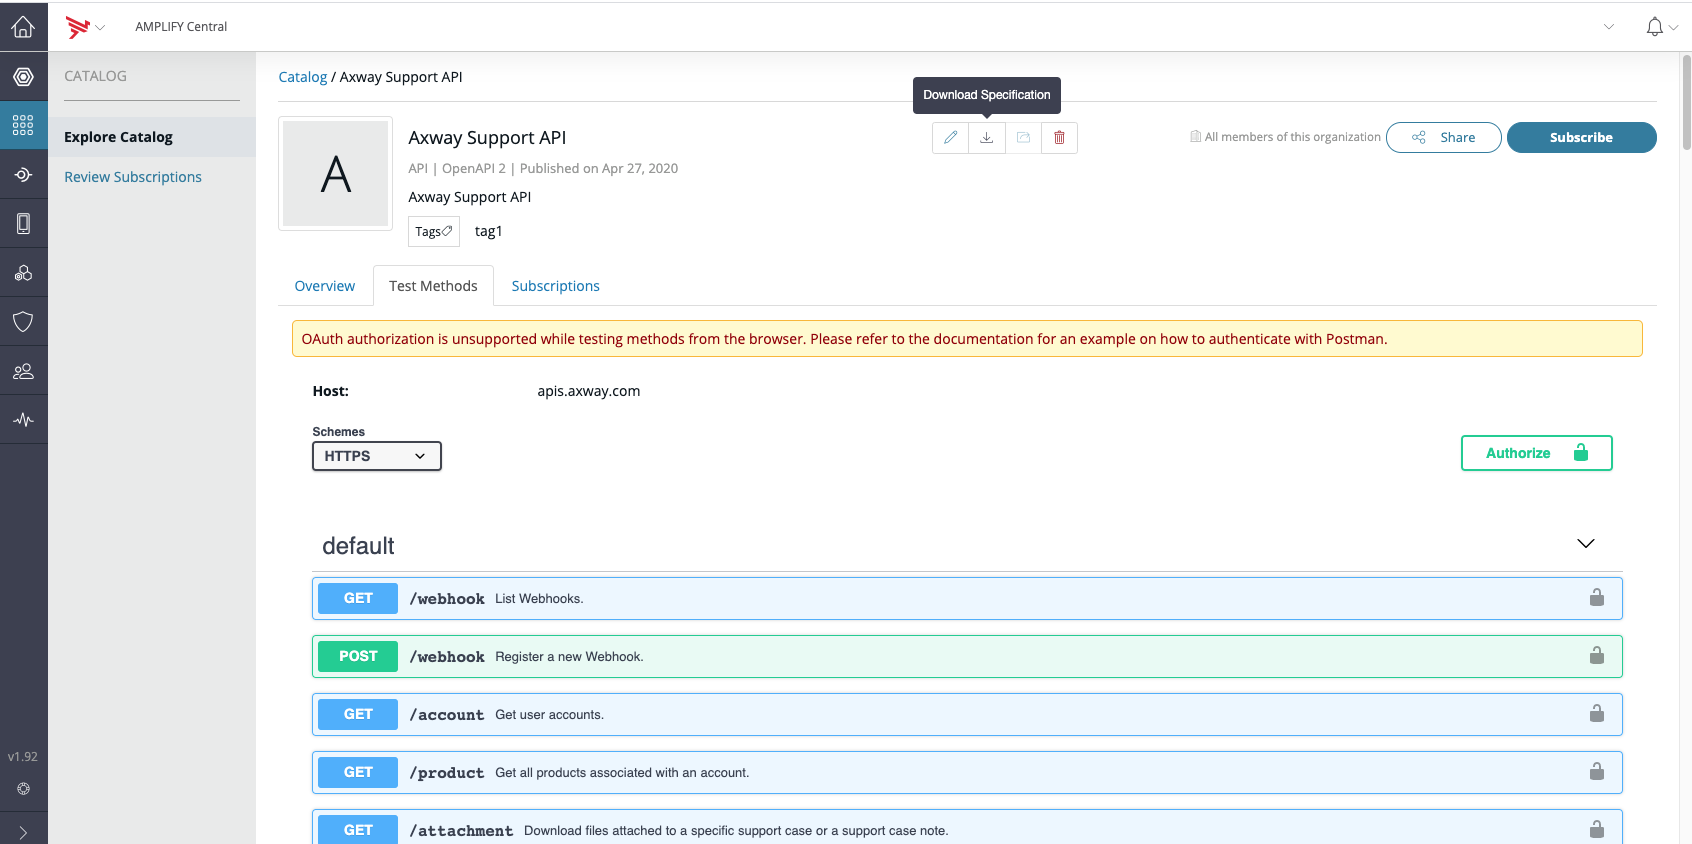 AMPLIFY Central
CATALOG
Explore Catalog
Review Subscriptions
v1.92
Catalog / Axway Support API
Download Specification
A
Axway Support API
API | OpenAPI 2 | Published on Apr 27, 2020
Axway Support API
Tags tag1
All members of this organization
Share
Subscribe
Overview
Test Methods
Subscriptions
OAuth authorization is unsupported while testing methods from the browser. Please refer to the documentation for an example on how to authenticate with Postman.
Host: apis.axway.com
Schemes
HTTPS
Authorize
default
GET /webhook List Webhooks.
POST /webhook Register a new Webhook.
GET /account Get user accounts.
GET /product Get all products associated with an account.
GET /attachment Download files attached to a specific support case or a support case note.